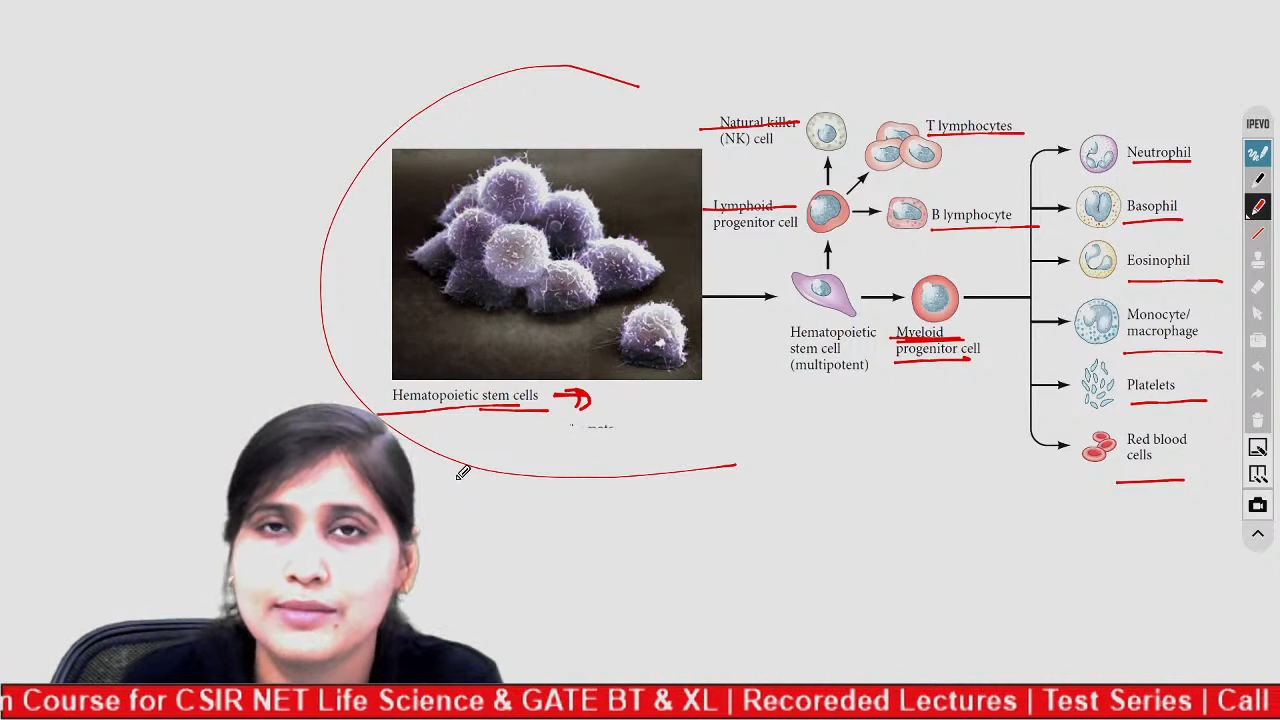 IPEVO
Natural killer
(NK) cell
T lymphocytes
Neutrophil
Lymphoid
progenitor cell
B lymphocyte
Basophil
Eosinophil
Monocyte/
macrophage
Hematopoietic
stem cell
(multipotent)
Myeloid
progenitor cell
Platelets
Hematopoietic stem cells
Red blood
cells
n Course for CSIR NET Life Science & GATE BT & XL | Recoreded Lectures | Test Series | Call